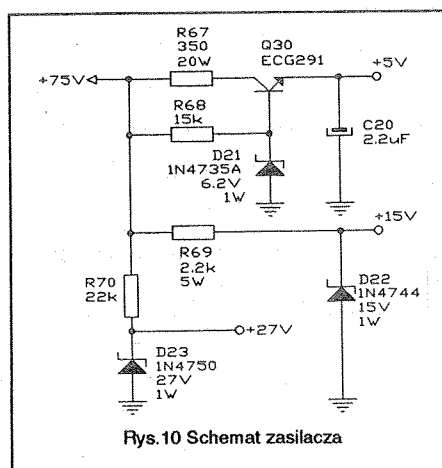 R67
350
20W
Q30
ECG291
+5V
+75V
R68
15k
C20
2.2uF
D21
1N4735A
6.2V
1W
+15V
R69
2.2k
5W
R70
22k
D22
1N4744
15V
1W
+27V
D23
1N4750
27V
1W
Rys.10 Schemat zasilacza